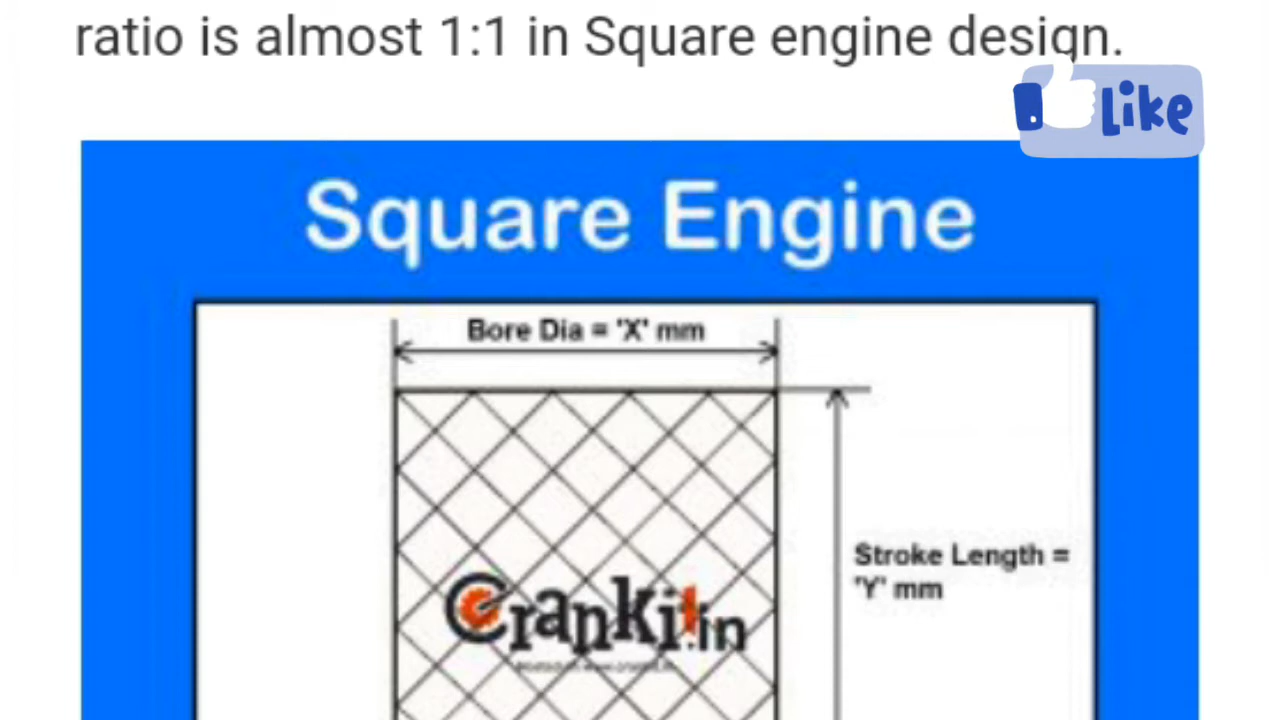 ratio is almost 1:1 in Square engine design.
Like
Square Engine
Bore Dia = 'X' mm
Stroke Length =
'Y' mm
Crankit.in